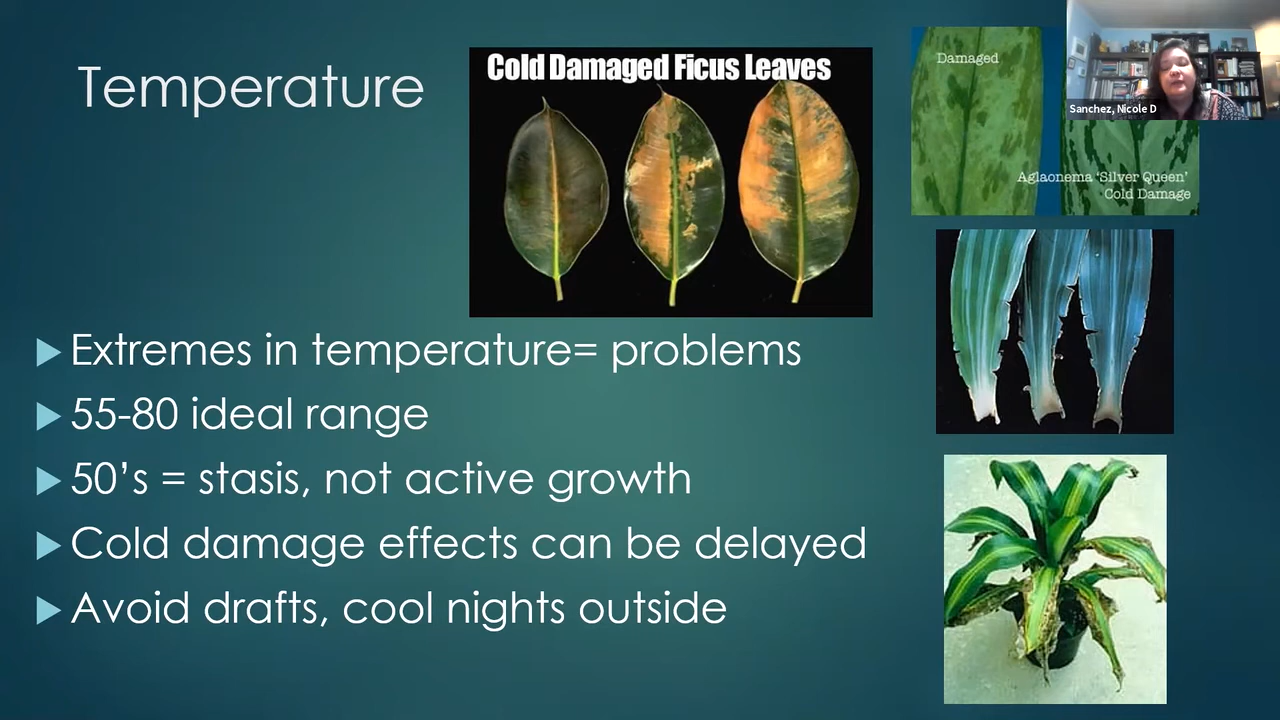 Temperature
Cold Damaged Ficus Leaves
Damaged
Sanchez, Nicole D
Aglaonema ‘Silver Queen’
Cold Damage
Extremes in temperature= problems
55-80 ideal range
50’s = stasis, not active growth
Cold damage effects can be delayed
Avoid drafts, cool nights outside